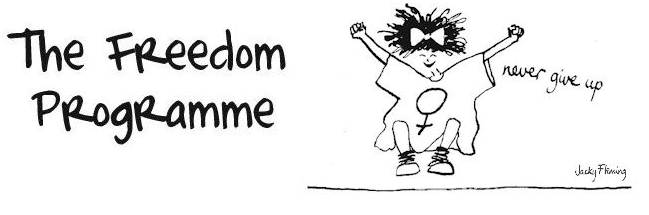 The Freedom
Programme
never give up
Jacky Fleming